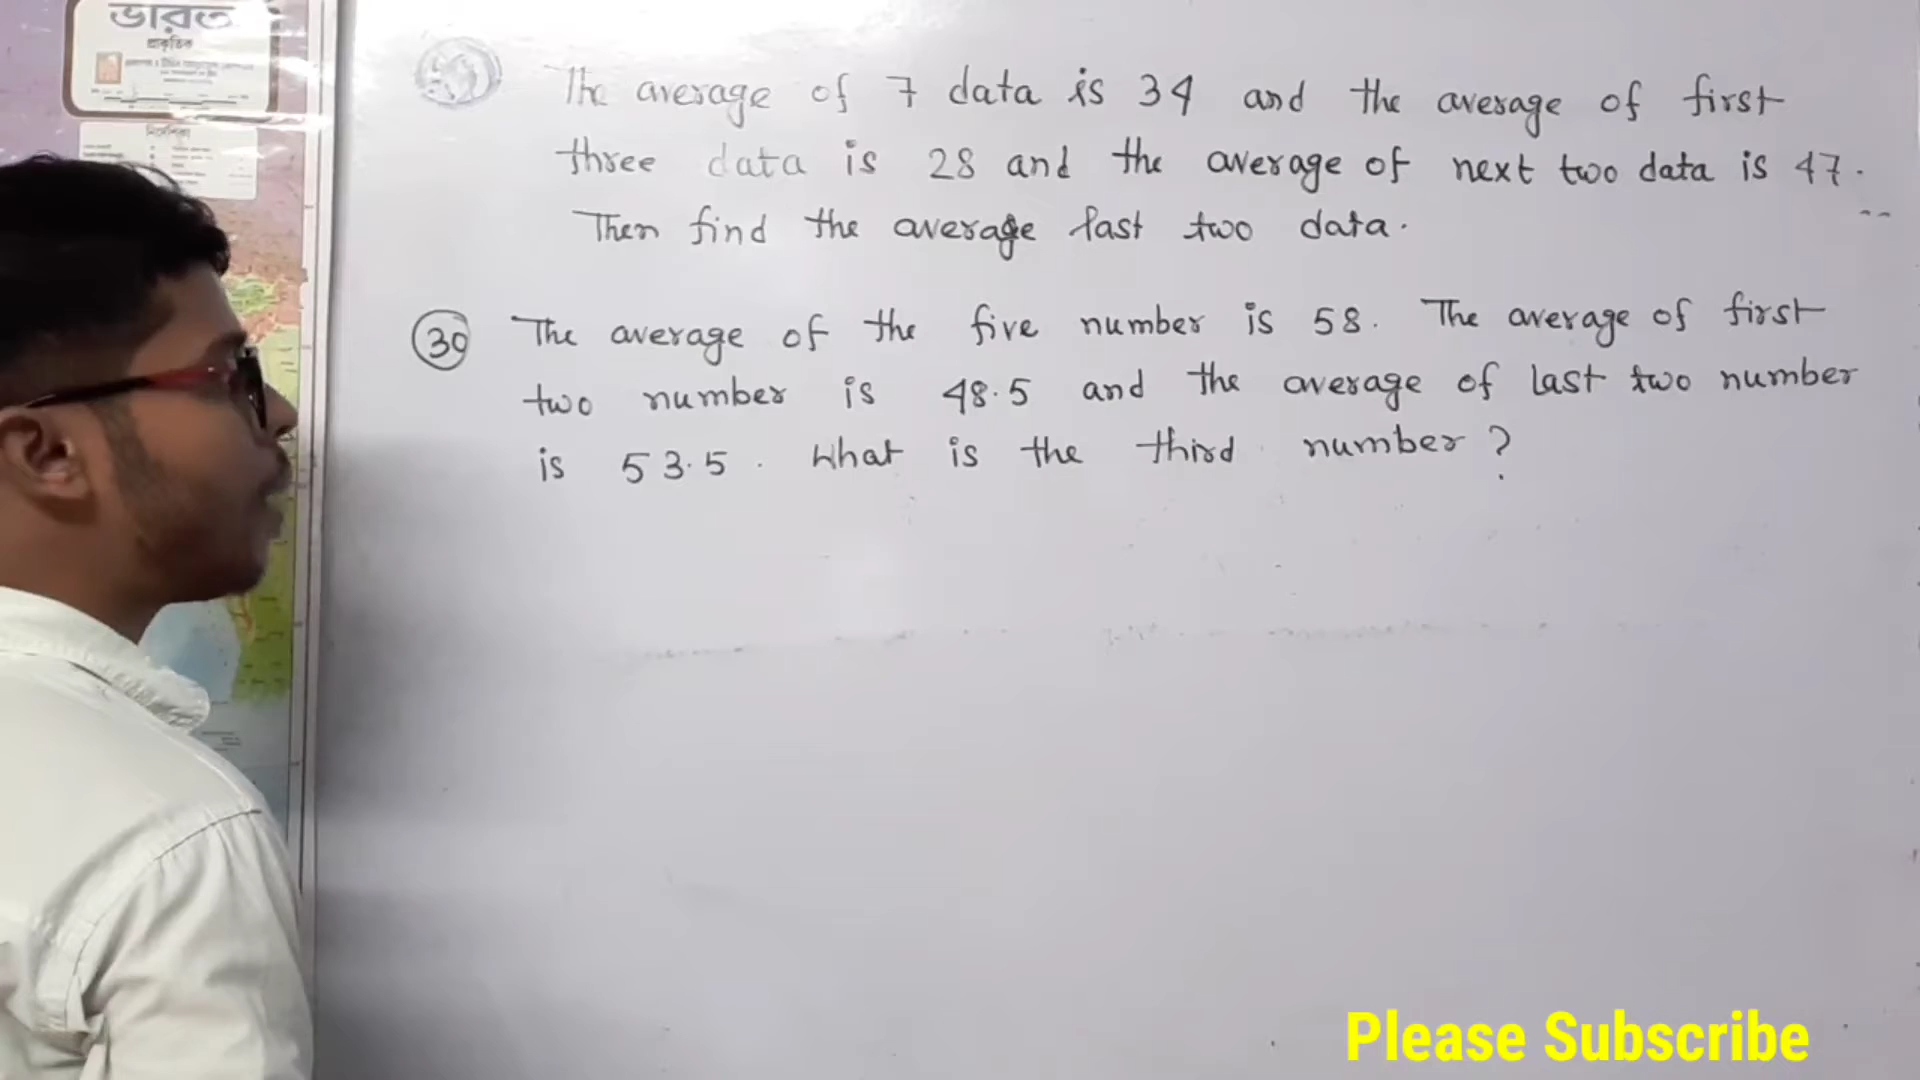 ভারত
প্রাকৃতিক
নির্দেশিকা
The average of 7 data is 34 and the average of first
three data is 28 and the average of next two data is 47.
Then find the average last two data.
30 The average of the five number is 58. The average of first
two number is 48.5 and the average of last two number
is 53.5. What is the third number?
Please Subscribe